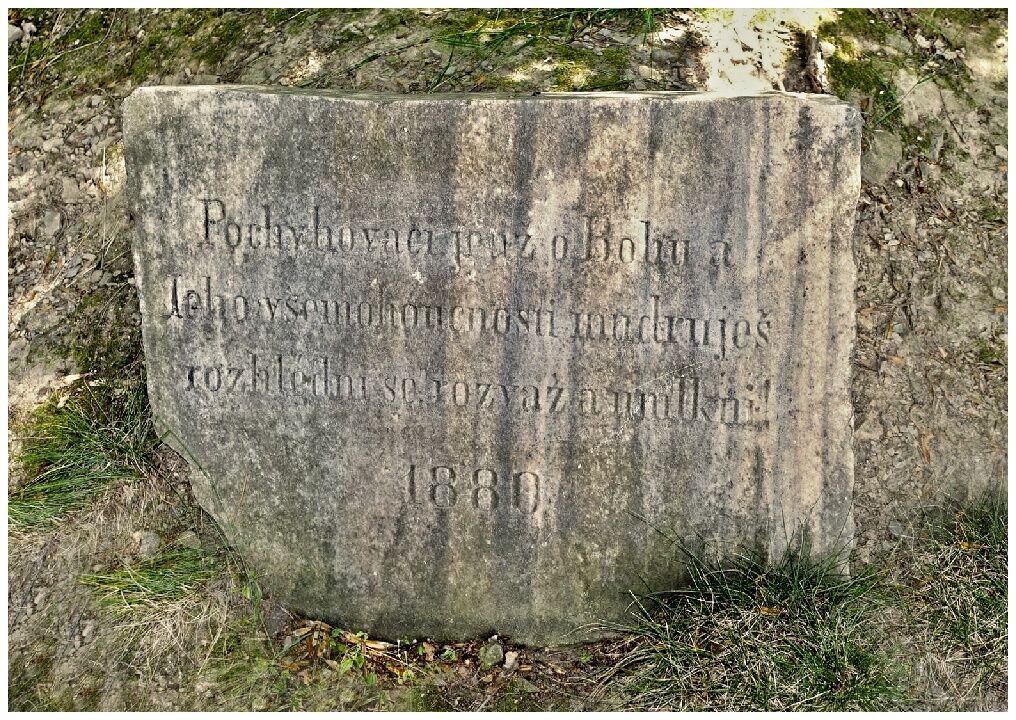 Pochybovači jenž o Bohu a
Jeho všemohoucnosti mudruješ
rozhlédni se, rozvaž a umlkni!
1880